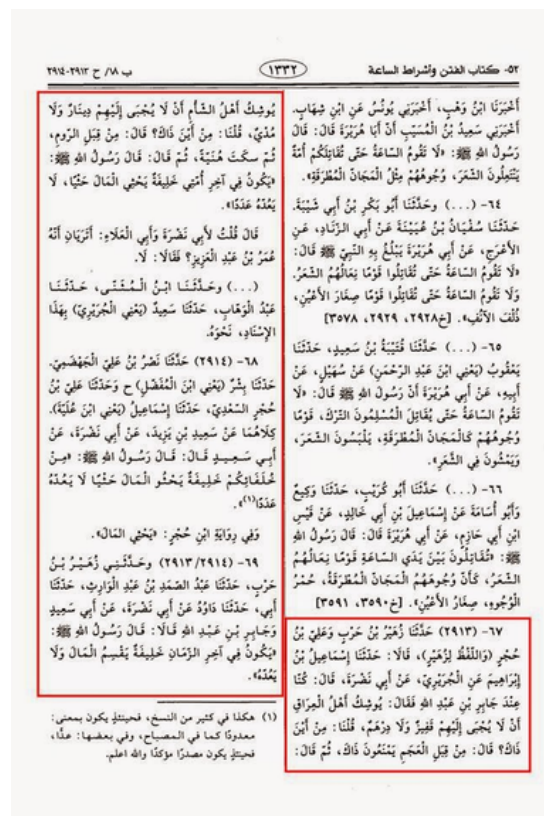 ٥٢- كتاب الفتن وأشراط الساعة
١٣٣٢
ب ١٨/ ح ٢٩١٣-٢٩١٤
أَخْبَرَنَا ابْنُ وَهْبٍ، أَخْبَرَنِي يُونُسُ عَنِ ابْنِ شِهَابٍ.
أَخْبَرَنِي سَعِيدُ بْنُ الْمُسَيَّبِ أَنَّ أَبَا هُرَيْرَةَ قَالَ: قَالَ
رَسُولُ اللهِ ﷺ: «لَا تَقُومُ السَّاعَةُ حَتَّى تُقَاتِلَكُمْ أُمَّةٌ
يَنْتَعِلُونَ الشَّعَرَ، وُجُوهُهُمْ مِثْلُ الْمَجَانِّ الْمُطْرَقَةِ».
٦٤- (...) وحَدَّثَنَا أَبُو بَكْرِ بْنُ أَبِي شَيْبَةَ.
حَدَّثَنَا سُفْيَانُ بْنُ عُيَيْنَةَ عَنْ أَبِي الزِّنَادِ، عَنِ
الْأَعْرَجِ، عَنْ أَبِي هُرَيْرَةَ يَبْلُغُ بِهِ النَّبِيَّ ﷺ قَالَ:
«لَا تَقُومُ السَّاعَةُ حَتَّى تُقَاتِلُوا قَوْمًا نِعَالُهُمُ الشَّعَرُ.
وَلَا تَقُومُ السَّاعَةُ حَتَّى تُقَاتِلُوا قَوْمًا صِغَارَ الْأَعْيُنِ،
ذُلْفَ الْآنُفِ». [خ٢٩٢٨، ٢٩٢٩، ٣٥٧٨]
٦٥- (...) حَدَّثَنَا قُتَيْبَةُ بْنُ سَعِيدٍ، حَدَّثَنَا
يَعْقُوبُ (يَعْنِي ابْنَ عَبْدِ الرَّحْمَنِ) عَنْ سُهَيْلٍ، عَنْ
أَبِيهِ، عَنْ أَبِي هُرَيْرَةَ أَنَّ رَسُولَ اللهِ ﷺ قَالَ: «لَا
تَقُومُ السَّاعَةُ حَتَّى يُقَاتِلَ الْمُسْلِمُونَ التُّرْكَ، قَوْمًا
وُجُوهُهُمْ كَالْمَجَانِّ الْمُطْرَقَةِ، يَلْبَسُونَ الشَّعَرَ،
وَيَمْشُونَ فِي الشَّعَرِ».
٦٦- (...) حَدَّثَنَا أَبُو كُرَيْبٍ، حَدَّثَنَا وَكِيعٌ
وَأَبُو أُسَامَةَ عَنْ إِسْمَاعِيلَ بْنِ أَبِي خَالِدٍ، عَنْ قَيْسِ
ابْنِ أَبِي حَازِمٍ، عَنْ أَبِي هُرَيْرَةَ قَالَ: قَالَ رَسُولُ اللهِ
ﷺ: «تُقَاتِلُونَ بَيْنَ يَدَيِ السَّاعَةِ قَوْمًا نِعَالُهُمُ
الشَّعَرُ، كَأَنَّ وُجُوهَهُمُ الْمَجَانُّ الْمُطْرَقَةُ، حُمْرُ
الْوُجُوهِ، صِغَارُ الْأَعْيُنِ». [خ٣٥٩٠، ٣٥٩١]
٦٧- (٢٩١٣) حَدَّثَنَا زُهَيْرُ بْنُ حَرْبٍ وَعَلِيُّ بْنُ
حُجْرٍ (وَاللَّفْظُ لِزُهَيْرٍ)، قَالَا: حَدَّثَنَا إِسْمَاعِيلُ بْنُ
إِبْرَاهِيمَ عَنِ الْجُرَيْرِيِّ، عَنْ أَبِي نَضْرَةَ، قَالَ: كُنَّا
عِنْدَ جَابِرِ بْنِ عَبْدِ اللهِ فَقَالَ: يُوشِكُ أَهْلُ الْعِرَاقِ
أَنْ لَا يُجْبَى إِلَيْهِمْ قَفِيزٌ وَلَا دِرْهَمٌ، قُلْنَا: مِنْ أَيْنَ
ذَاكَ؟ قَالَ: مِنْ قِبَلِ الْعَجَمِ يَمْنَعُونَ ذَاكَ، ثُمَّ قَالَ:
يُوشِكُ أَهْلُ الشَّأْمِ أَنْ لَا يُجْبَى إِلَيْهِمْ دِينَارٌ وَلَا
مُدْيٌ، قُلْنَا: مِنْ أَيْنَ ذَاكَ؟ قَالَ: مِنْ قِبَلِ الرُّومِ،
ثُمَّ سَكَتَ هُنَيَّةً، ثُمَّ قَالَ: قَالَ رَسُولُ اللهِ ﷺ:
«يَكُونُ فِي آخِرِ أُمَّتِي خَلِيفَةٌ يَحْثِي الْمَالَ حَثْيًا، لَا
يَعُدُّهُ عَدَدًا».
قَالَ قُلْتُ لِأَبِي نَضْرَةَ وَأَبِي الْعَلَاءِ: أَتَرَيَانِ أَنَّهُ
عُمَرُ بْنُ عَبْدِ الْعَزِيزِ؟ فَقَالَا: لَا.
(...) وحَدَّثَنَا ابْنُ الْمُثَنَّى، حَدَّثَنَا
عَبْدُ الْوَهَّابِ، حَدَّثَنَا سَعِيدٌ (يَعْنِي الْجُرَيْرِيَّ) بِهَذَا
الْإِسْنَادِ، نَحْوَهُ.
٦٨- (٢٩١٤) حَدَّثَنَا نَصْرُ بْنُ عَلِيٍّ الْجَهْضَمِيُّ.
حَدَّثَنَا بِشْرٌ (يَعْنِي ابْنَ الْمُفَضَّلِ) ح وَحَدَّثَنَا عَلِيُّ بْنُ
حُجْرٍ السَّعْدِيُّ، حَدَّثَنَا إِسْمَاعِيلُ (يَعْنِي ابْنَ عُلَيَّةَ).
كِلَاهُمَا عَنْ سَعِيدِ بْنِ يَزِيدَ، عَنْ أَبِي نَضْرَةَ، عَنْ
أَبِي سَعِيدٍ قَالَ: قَالَ رَسُولُ اللهِ ﷺ: «مِنْ
خُلَفَائِكُمْ خَلِيفَةٌ يَحْثُو الْمَالَ حَثْيًا لَا يَعُدُّهُ
عَدَدًا(١)».
وَفِي رِوَايَةِ ابْنِ حُجْرٍ: «يَحْثِي الْمَالَ».
٦٩- (٢٩١٣/٢٩١٤) وحَدَّثَنِي زُهَيْرُ بْنُ
حَرْبٍ، حَدَّثَنَا عَبْدُ الصَّمَدِ بْنُ عَبْدِ الْوَارِثِ، حَدَّثَنَا
أَبِي، حَدَّثَنَا دَاوُدُ عَنْ أَبِي نَضْرَةَ، عَنْ أَبِي سَعِيدٍ
وَجَابِرِ بْنِ عَبْدِ اللهِ قَالَا: قَالَ رَسُولُ اللهِ ﷺ:
«يَكُونُ فِي آخِرِ الزَّمَانِ خَلِيفَةٌ يَقْسِمُ الْمَالَ وَلَا
يَعُدُّهُ».
(١) هكذا في كثير من النسخ، فحينئذٍ يكون بمعنى:
معدودًا كما في المصباح، وفي بعضها: عدًّا،
فحينئذٍ يكون مصدرًا مؤكدًا والله اعلم.